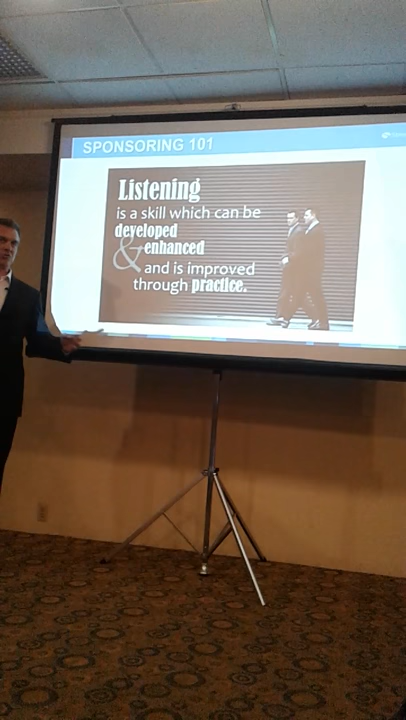 SPONSORING 101
Listening
is a skill which can be
developed
& enhanced
and is improved
through practice.